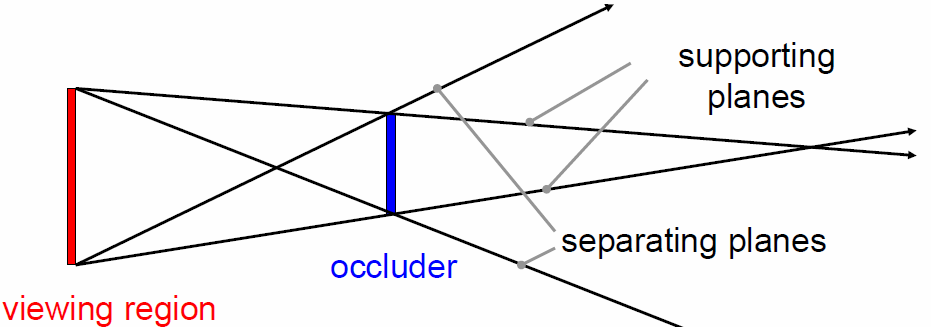 supporting
planes
separating planes
occluder
viewing region